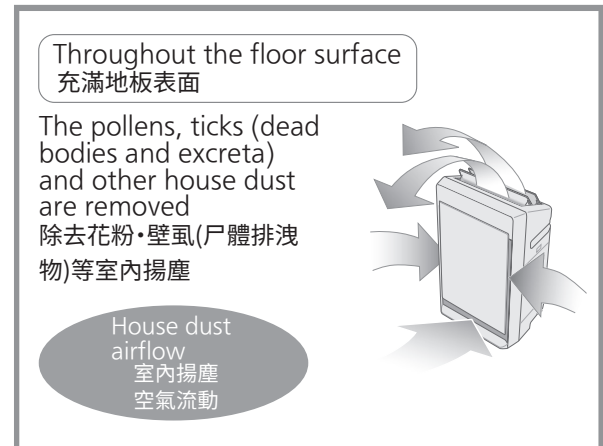 Throughout the floor surface
充滿地板表面
The pollens, ticks (dead
bodies and excreta)
and other house dust
are removed
除去花粉・壁虱(尸體排洩
物)等室內揚塵
House dust
airflow
室內揚塵
空氣流動